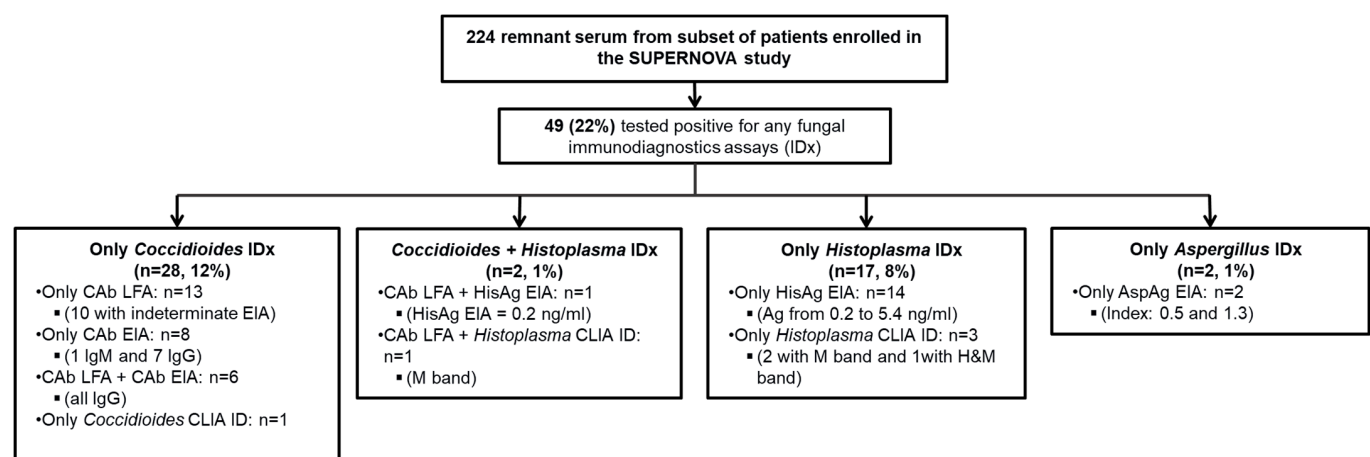 224 remnant serum from subset of patients enrolled in
the SUPERNOVA study
49 (22%) tested positive for any fungal
immunodiagnostics assays (IDx)
Only Coccidioides IDx
(n=28, 12%)
•Only CAb LFA: n=13
▪(10 with indeterminate EIA)
•Only CAb EIA: n=8
▪(1 IgM and 7 IgG)
•CAb LFA + CAb EIA: n=6
▪(all IgG)
•Only Coccidioides CLIA ID: n=1
Coccidioides + Histoplasma IDx
(n=2, 1%)
•CAb LFA + HisAg EIA: n=1
▪(HisAg EIA = 0.2 ng/ml)
•CAb LFA + Histoplasma CLIA ID:
n=1
▪(M band)
Only Histoplasma IDx
(n=17, 8%)
•Only HisAg EIA: n=14
▪(Ag from 0.2 to 5.4 ng/ml)
•Only Histoplasma CLIA ID: n=3
▪(2 with M band and 1with H&M
band)
Only Aspergillus IDx
(n=2, 1%)
•Only AspAg EIA: n=2
▪(Index: 0.5 and 1.3)